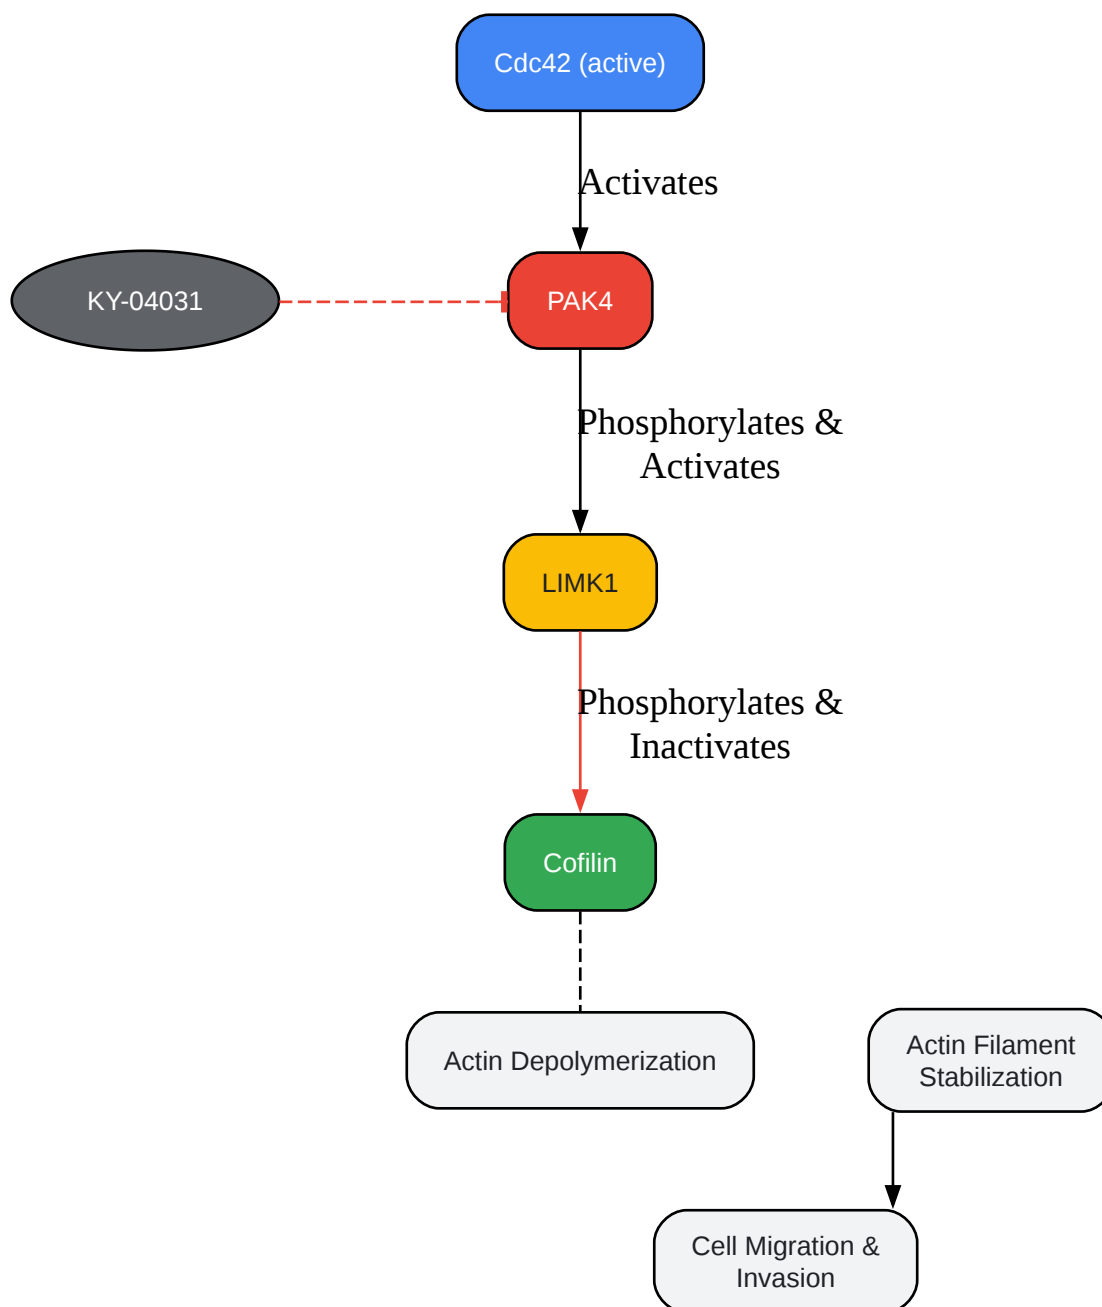 Cdc42 (active)
Activates
KY-04031
PAK4
Phosphorylates &
Activates
LIMK1
Phosphorylates &
Inactivates
Cofilin
Actin Depolymerization
Actin Filament
Stabilization
Cell Migration &
Invasion